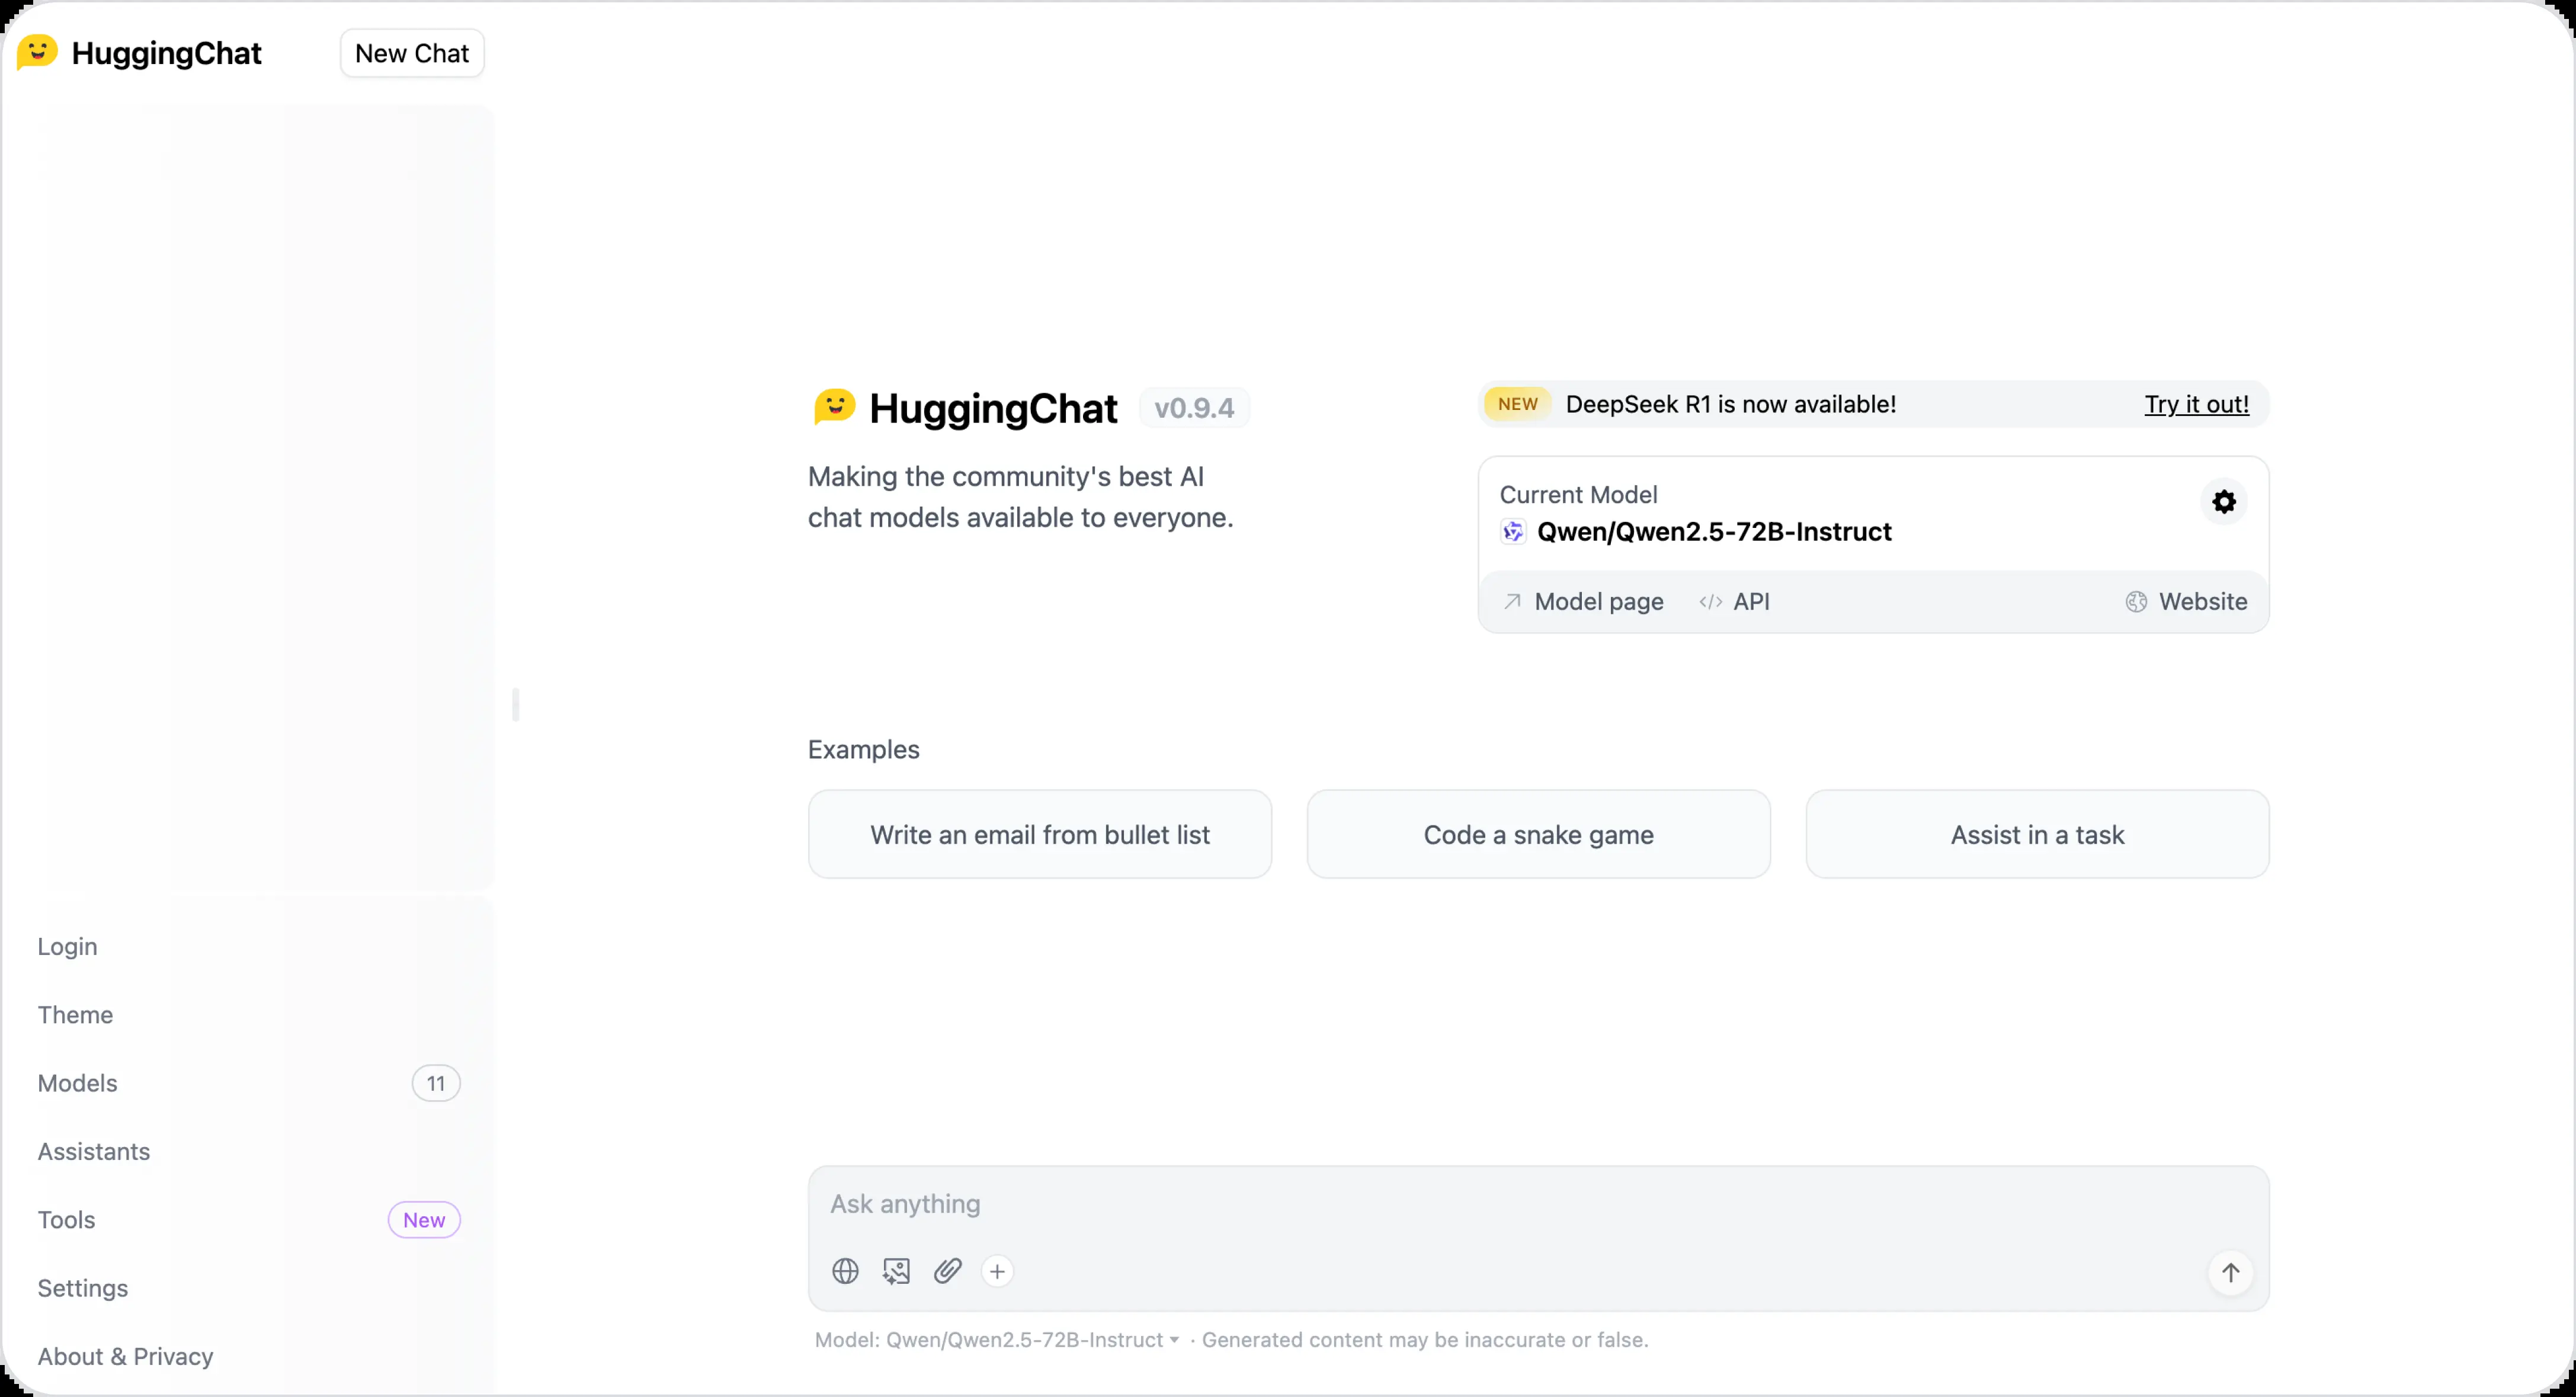 HuggingChat
New Chat
Login
Theme
Models 11
Assistants
Tools New
Settings
About & Privacy
HuggingChat v0.9.4
Making the community's best AI
chat models available to everyone.
NEW DeepSeek R1 is now available! Try it out!
Current Model
Qwen/Qwen2.5-72B-Instruct
Model page </> API Website
Examples
Write an email from bullet list
Code a snake game
Assist in a task
Ask anything
Model: Qwen/Qwen2.5-72B-Instruct · Generated content may be inaccurate or false.